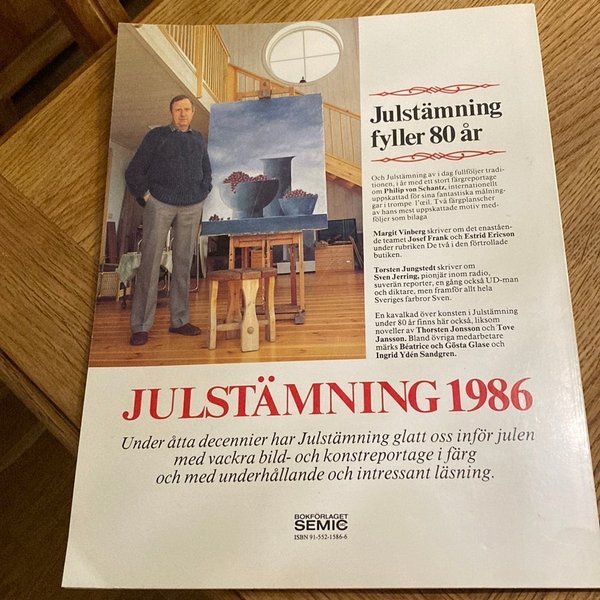 Julstämning
fyller 80 år
Och Julstämning av i dag fullföljer tradi-
tionen, i år med ett stort färgreportage
om Philip von Schantz, internationellt
uppskattad för sina fantastiska målnin-
gar i trompe l'œil. Två färgplanscher
av hans mest uppskattade motiv med-
följer som bilaga
Margit Vinberg skriver om det enaståen-
de teamet Josef Frank och Estrid Ericson
under rubriken De två i den förtrollade
butiken.
Torsten Jungstedt skriver om
Sven Jerring, pionjär inom radio,
suverän reporter, en gång också UD-man
och diktare, men framför allt hela
Sveriges farbror Sven.
En kavalkad över konsten i Julstämning
under 80 år finns här också, liksom
noveller av Thorsten Jonsson och Tove
Jansson. Bland övriga medarbetare
märks Béatrice och Gösta Glase och
Ingrid Ydén Sandgren.
JULSTÄMNING 1986
Under åtta decennier har Julstämning glatt oss inför julen
med vackra bild- och konstreportage i färg
och med underhållande och intressant läsning.
BOKFÖRLAGET
SEMIC
ISBN 91-552-1586-6